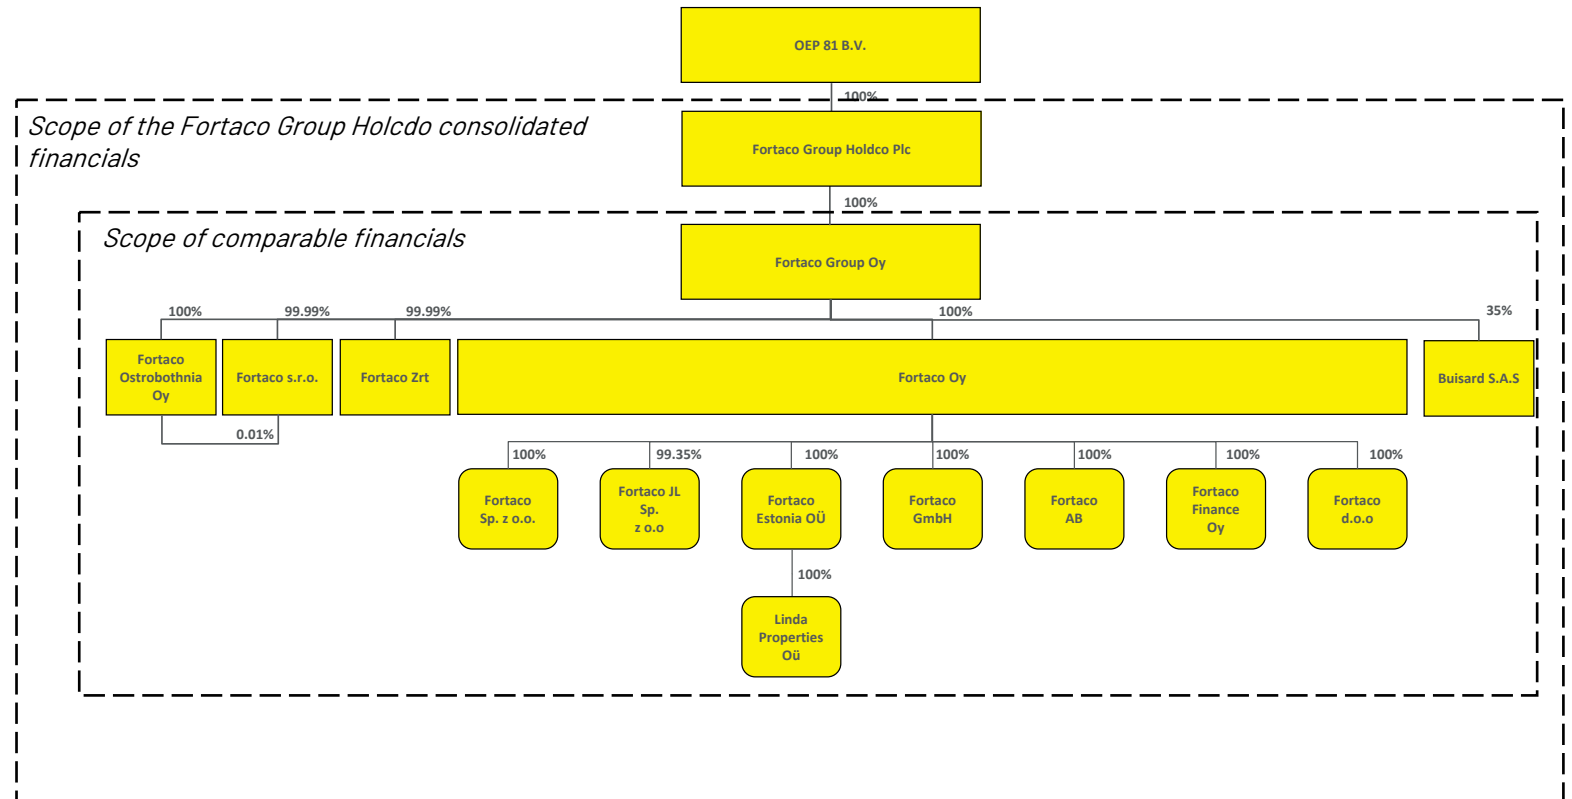 OEP 81 B.V.
100%
Scope of the Fortaco Group Holcdo consolidated
financials
Fortaco Group Holdco Plc
100%
Scope of comparable financials
Fortaco Group Oy
100%
99.99%
99.99%
100%
35%
Fortaco
Ostrobothnia
Oy
Fortaco s.r.o.
Fortaco Zrt
Fortaco Oy
Buisard S.A.S
0.01%
100%
99.35%
100%
100%
100%
100%
100%
Fortaco
Sp. z o.o.
Fortaco JL
Sp.
z o.o
Fortaco
Estonia OÜ
Fortaco
GmbH
Fortaco
AB
Fortaco
Finance
Oy
Fortaco
d.o.o
100%
Linda
Properties
Oü